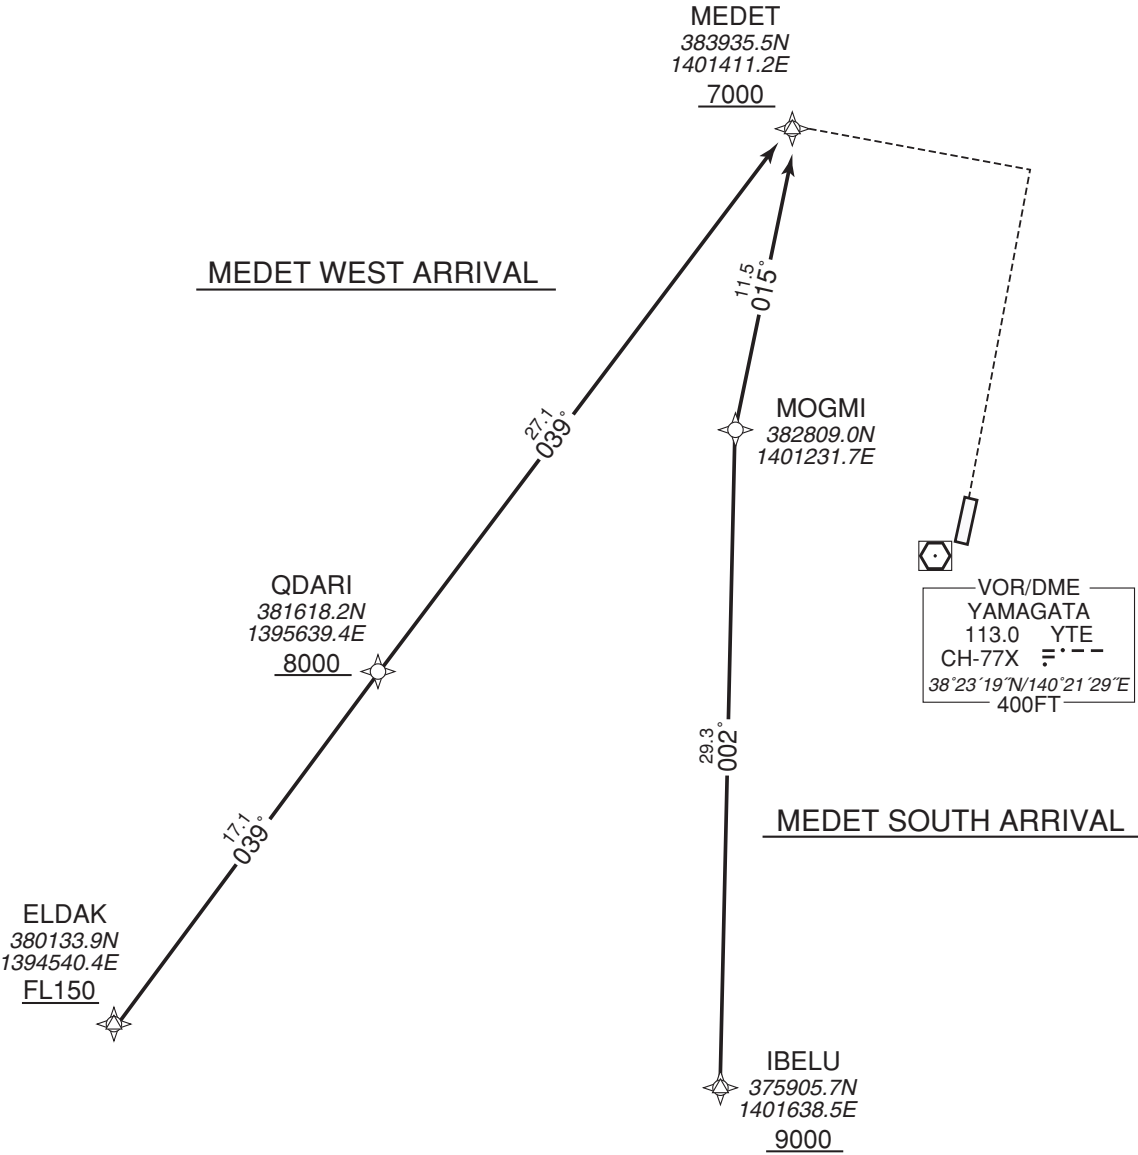 MEDET
383935.5N
1401411.2E
7000
MEDET WEST ARRIVAL
11.5
015°
27.1
039°
MOGMI
382809.0N
1401231.7E
QDARI
381618.2N
1395639.4E
8000
VOR/DME
YAMAGATA
113.0 YTE
CH-77X
38°23´19˝N/140°21´29˝E
400FT
29.3
002°
MEDET SOUTH ARRIVAL
17.1
039°
ELDAK
380133.9N
1394540.4E
FL150
IBELU
375905.7N
1401638.5E
9000